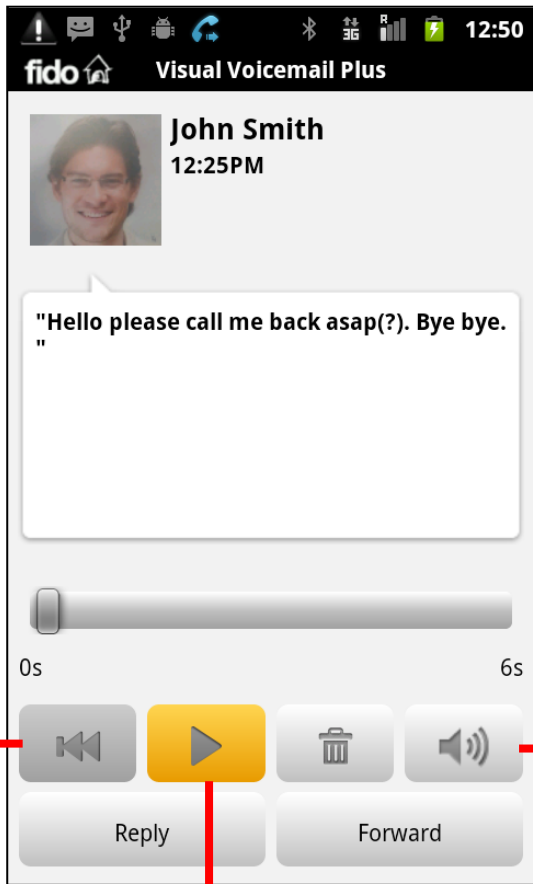 R
3G
12:50
fido Visual Voicemail Plus
John Smith
12:25PM
"Hello please call me back asap(?). Bye bye.
"
0s 6s
Reply Forward